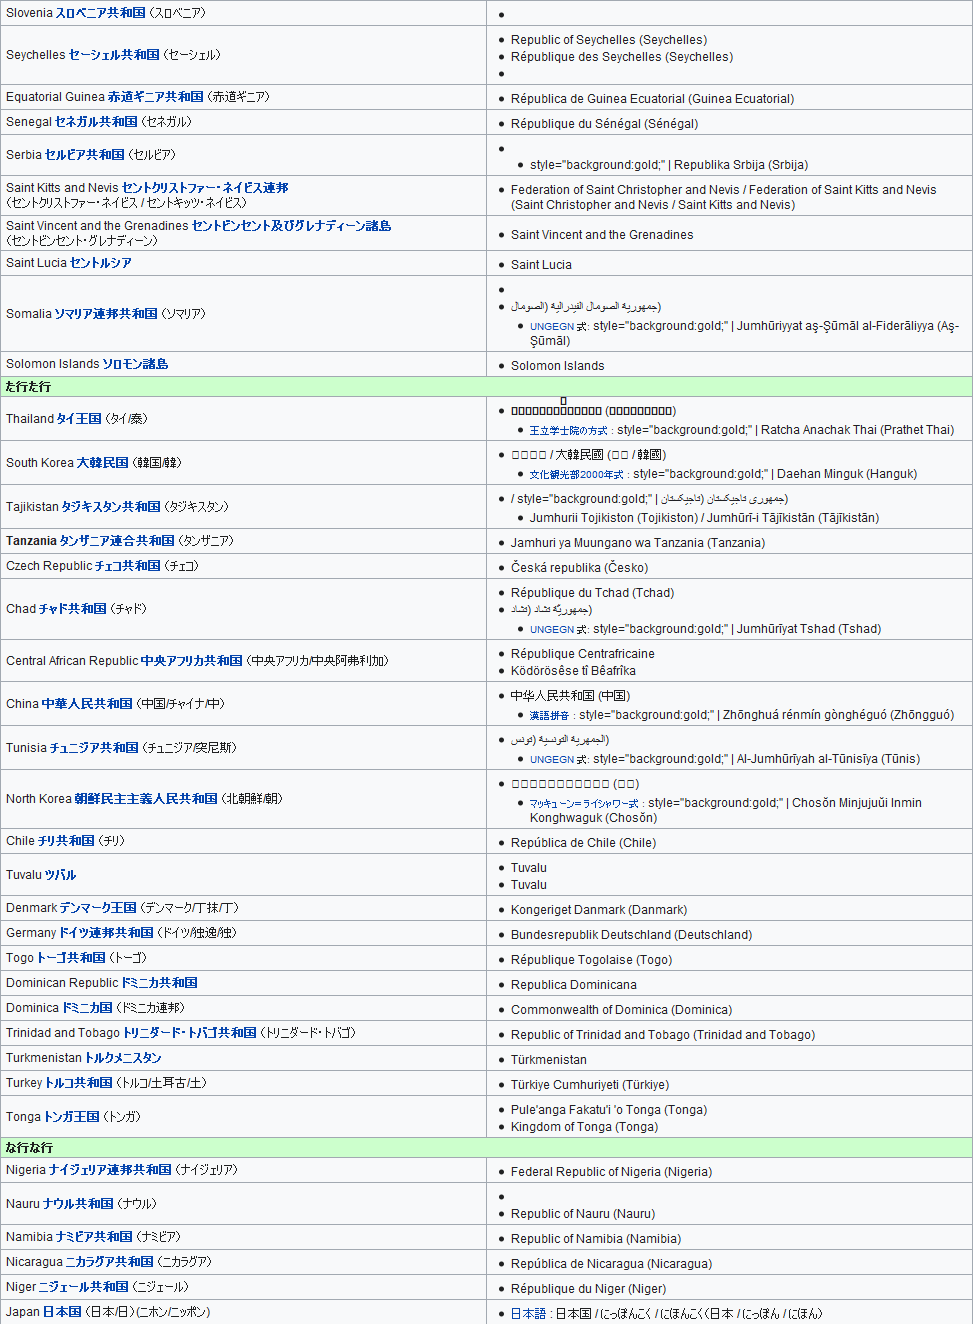 Slovenia スロベニア共和国 (スロベニア)
Seychelles セーシェル共和国 (セーシェル)
Republic of Seychelles (Seychelles)
République des Seychelles (Seychelles)
Equatorial Guinea 赤道ギニア共和国 (赤道ギニア)
Républica de Guinea Ecuatorial (Guinea Ecuatorial)
Senegal セネガル共和国 (セネガル)
République du Sénégal (Sénégal)
Serbia セルビア共和国 (セルビア)
style="background:gold;" | Republika Srbija (Srbija)
Saint Kitts and Nevis セントクリストファー・ネイビス連邦
(セントクリストファー・ネイビス / セントキッツ・ネイビス)
Federation of Saint Christopher and Nevis / Federation of Saint Kitts and Nevis
(Saint Christopher and Nevis / Saint Kitts and Nevis)
Saint Vincent and the Grenadines セントビンセント及びグレナディーン諸島
(セントビンセント・グレナディーン)
Saint Vincent and the Grenadines
Saint Lucia セントルシア
Saint Lucia
Somalia ソマリア連邦共和国 (ソマリア)
جمهورية الصومال الفيدرالية (الصومال)
UNGEGN 式: style="background:gold;" | Jumhūriyyat aş-Şūmāl al-Fiderāliyya (Aş-
Şūmāl)
Solomon Islands ソロモン諸島
Solomon Islands
た行た行
Thailand タイ王国 (タイ/泰)
王立学士院の方式 : style="background:gold;" | Ratcha Anachak Thai (Prathet Thai)
South Korea 大韓民国 (韓国/韓)
/ 大韓民國 ( / 韓國)
文化観光部2000年式 : style="background:gold;" | Daehan Minguk (Hanguk)
Tajikistan タジキスタン共和国 (タジキスタン)
/ style="background:gold;" | جمهوری تاجیکستان (تاجیکستان)
Jumhurii Tojikiston (Tojikiston) / Jumhūrī-i Tājīkistān (Tājīkistān)
Tanzania タンザニア連合共和国 (タンザニア)
Jamhuri ya Muungano wa Tanzania (Tanzania)
Czech Republic チェコ共和国 (チェコ)
Česká republika (Česko)
Chad チャド共和国 (チャド)
République du Tchad (Tchad)
جمهوريّة تشاد (تشاد)
UNGEGN 式: style="background:gold;" | Jumhūrīyat Tshad (Tshad)
Central African Republic 中央アフリカ共和国 (中央アフリカ/中央阿弗利加)
République Centrafricaine
Ködörösêse tî Bêafrîka
China 中華人民共和国 (中国/チャイナ/中)
中华人民共和国 (中国)
漢語拼音 : style="background:gold;" | Zhōnghuá rénmín gònghéguó (Zhōngguó)
Tunisia チュニジア共和国 (チュニジア/突尼斯)
الجمهرية التونسية (تونس)
UNGEGN 式: style="background:gold;" | Al-Jumhūrīyah al-Tūnisīya (Tūnis)
North Korea 朝鮮民主主義人民共和国 (北朝鮮/朝)
マッキューン=ライシャワー式 : style="background:gold;" | Chosŏn Minjujuŭi Inmin
Konghwaguk (Chosŏn)
Chile チリ共和国 (チリ)
República de Chile (Chile)
Tuvalu ツバル
Tuvalu
Tuvalu
Denmark デンマーク王国 (デンマーク/丁抹/丁)
Kongeriget Danmark (Danmark)
Germany ドイツ連邦共和国 (ドイツ/独逸/独)
Bundesrepublik Deutschland (Deutschland)
Togo トーゴ共和国 (トーゴ)
République Togolaise (Togo)
Dominican Republic ドミニカ共和国
Republica Dominicana
Dominica ドミニカ国 (ドミニカ連邦)
Commonwealth of Dominica (Dominica)
Trinidad and Tobago トリニダード・トバゴ共和国 (トリニダード・トバゴ)
Republic of Trinidad and Tobago (Trinidad and Tobago)
Turkmenistan トルクメニスタン
Türkmenistan
Turkey トルコ共和国 (トルコ/土耳古/土)
Türkiye Cumhuriyeti (Türkiye)
Tonga トンガ王国 (トンガ)
Pule'anga Fakatu'i 'o Tonga (Tonga)
Kingdom of Tonga (Tonga)
な行な行
Nigeria ナイジェリア連邦共和国 (ナイジェリア)
Federal Republic of Nigeria (Nigeria)
Nauru ナウル共和国 (ナウル)
Republic of Nauru (Nauru)
Namibia ナミビア共和国 (ナミビア)
Republic of Namibia (Namibia)
Nicaragua ニカラグア共和国 (ニカラグア)
República de Nicaragua (Nicaragua)
Niger ニジェール共和国 (ニジェール)
République du Niger (Niger)
Japan 日本国 (日本/日)(ニホン/ニッポン)
日本語 : 日本国 / にっぽんこく / にほんこく (日本 / にっぽん / にほん)